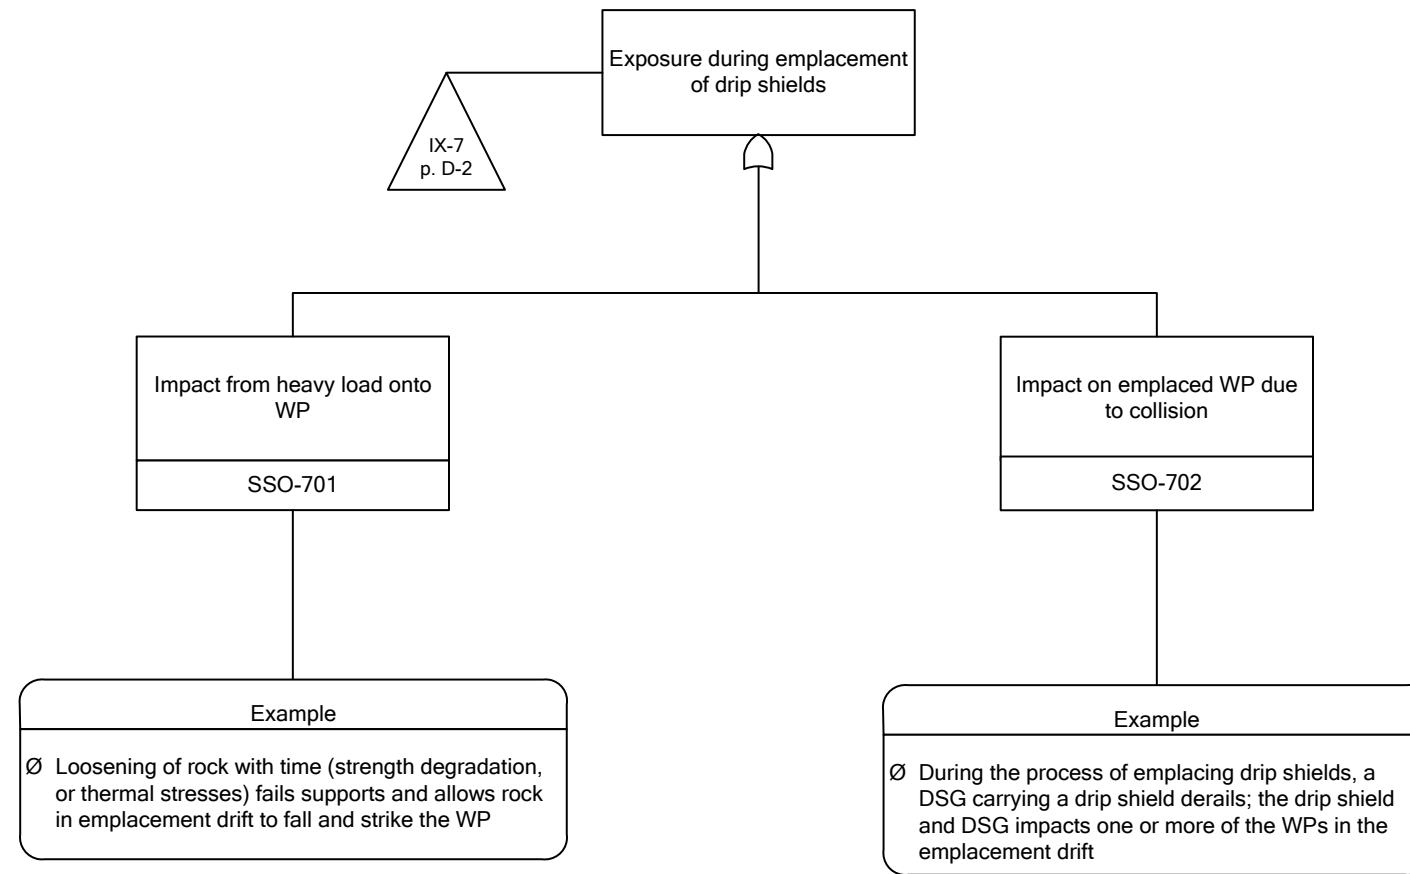 Exposure during emplacement
of drip shields
IX-7
p. D-2
Impact from heavy load onto
WP
SSO-701
Impact on emplaced WP due
to collision
SSO-702
Example
Ø Loosening of rock with time (strength degradation,
or thermal stresses) fails supports and allows rock
in emplacement drift to fall and strike the WP
Example
Ø During the process of emplacing drip shields, a
DSG carrying a drip shield derails; the drip shield
and DSG impacts one or more of the WPs in the
emplacement drift